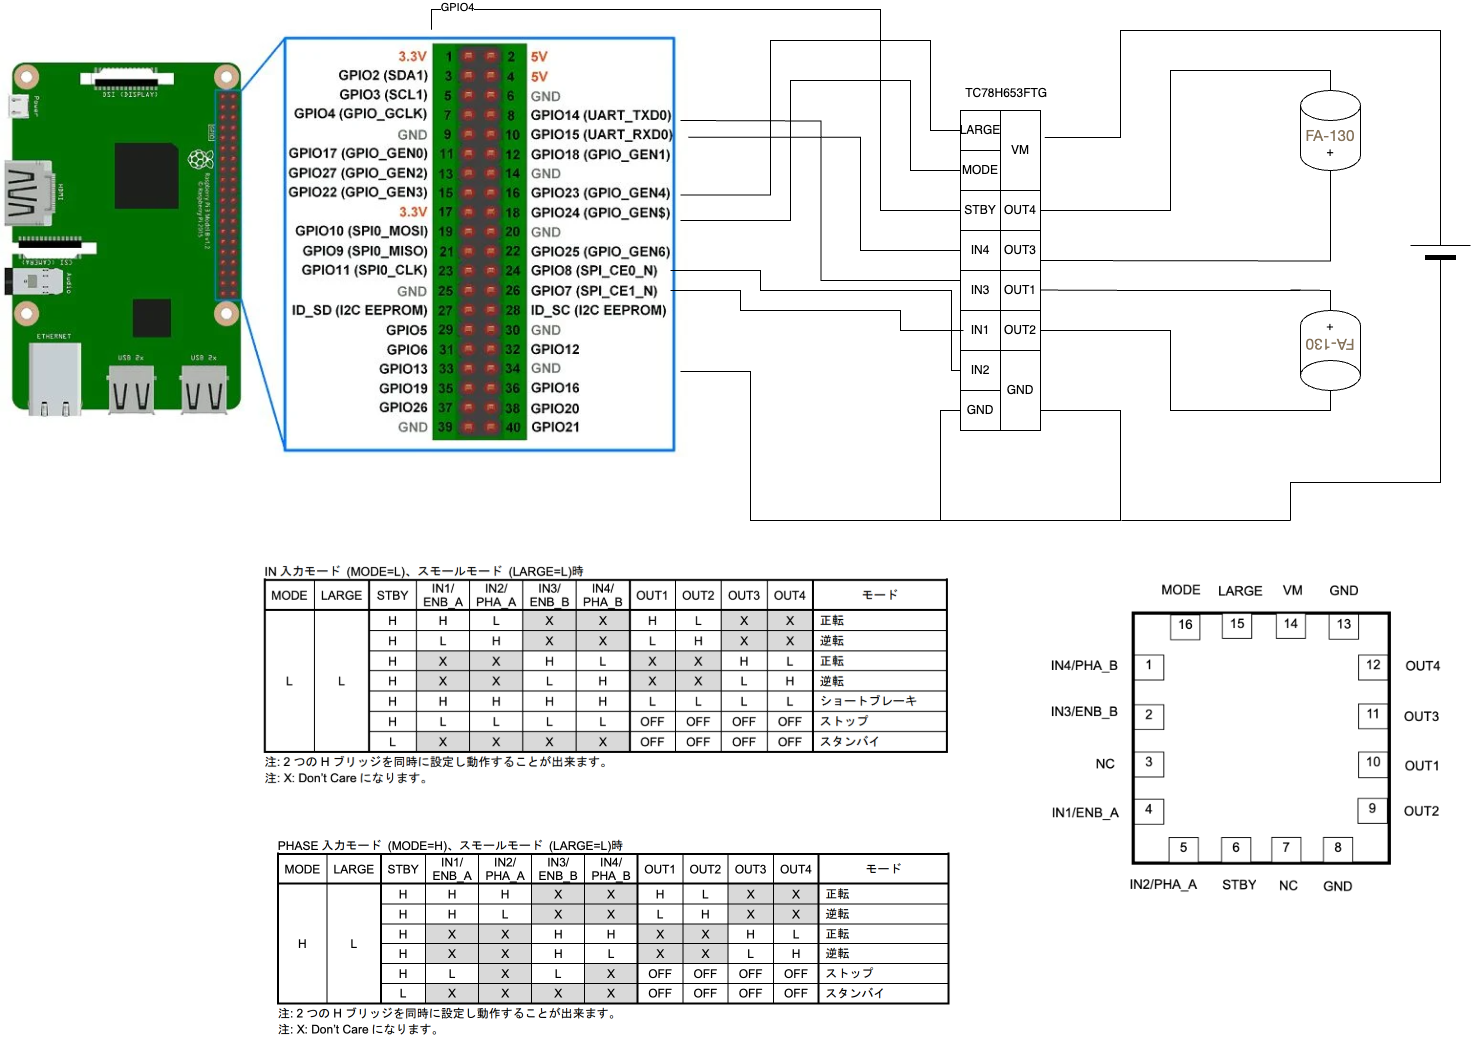 GPIO4
3.3V 1 2 5V
GPIO2 (SDA1) 3 4 5V
GPIO3 (SCL1) 5 6 GND
GPIO4 (GPIO_GCLK) 7 8 GPIO14 (UART_TXD0)
GND 9 10 GPIO15 (UART_RXD0)
GPIO17 (GPIO_GEN0) 11 12 GPIO18 (GPIO_GEN1)
GPIO27 (GPIO_GEN2) 13 14 GND
GPIO22 (GPIO_GEN3) 15 16 GPIO23 (GPIO_GEN4)
3.3V 17 18 GPIO24 (GPIO_GEN$)
GPIO10 (SPI0_MOSI) 19 20 GND
GPIO9 (SPI0_MISO) 21 22 GPIO25 (GPIO_GEN6)
GPIO11 (SPI0_CLK) 23 24 GPIO8 (SPI_CE0_N)
GND 25 26 GPIO7 (SPI_CE1_N)
ID_SD (I2C EEPROM) 27 28 ID_SC (I2C EEPROM)
GPIO5 29 30 GND
GPIO6 31 32 GPIO12
GPIO13 33 34 GND
GPIO19 35 36 GPIO16
GPIO26 37 38 GPIO20
GND 39 40 GPIO21
DSI (DISPLAY)
Power
GPIO
HDMI
Raspberry Pi 3 Model B v1.2
© Raspberry Pi 2015
CSI (CAMERA)
Audio
ETHERNET
USB 2x
USB 2x
TC78H653FTG
LARGE
VM
MODE
STBY OUT4
IN4 OUT3
IN3 OUT1
IN1 OUT2
IN2
GND
GND
FA-130
+
+
FA-130
IN 入力モード (MODE=L)、スモールモード (LARGE=L)時
MODE LARGE STBY IN1/ENB_A IN2/PHA_A IN3/ENB_B IN4/PHA_B OUT1 OUT2 OUT3 OUT4 モード
L L
H H L X X H L X X 正転
H L H X X L H X X 逆転
H X X H L X X H L 正転
H X X L H X X L H 逆転
H H H H H L L L L ショートブレーキ
H L L L L OFF OFF OFF OFF ストップ
L X X X X OFF OFF OFF OFF スタンバイ
注: 2 つの H ブリッジを同時に設定し動作することが出来ます。
注: X: Don't Care になります。
PHASE 入力モード (MODE=H)、スモールモード (LARGE=L)時
MODE LARGE STBY IN1/ENB_A IN2/PHA_A IN3/ENB_B IN4/PHA_B OUT1 OUT2 OUT3 OUT4 モード
H L
H H H X X H L X X 正転
H H L X X L H X X 逆転
H X X H H X X H L 正転
H X X H L X X L H 逆転
H L X L X OFF OFF OFF OFF ストップ
L X X X X OFF OFF OFF OFF スタンバイ
注: 2 つの H ブリッジを同時に設定し動作することが出来ます。
注: X: Don't Care になります。
MODE LARGE VM GND
16 15 14 13
IN4/PHA_B 1 12 OUT4
IN3/ENB_B 2 11 OUT3
NC 3 10 OUT1
IN1/ENB_A 4 9 OUT2
5 6 7 8
IN2/PHA_A STBY NC GND